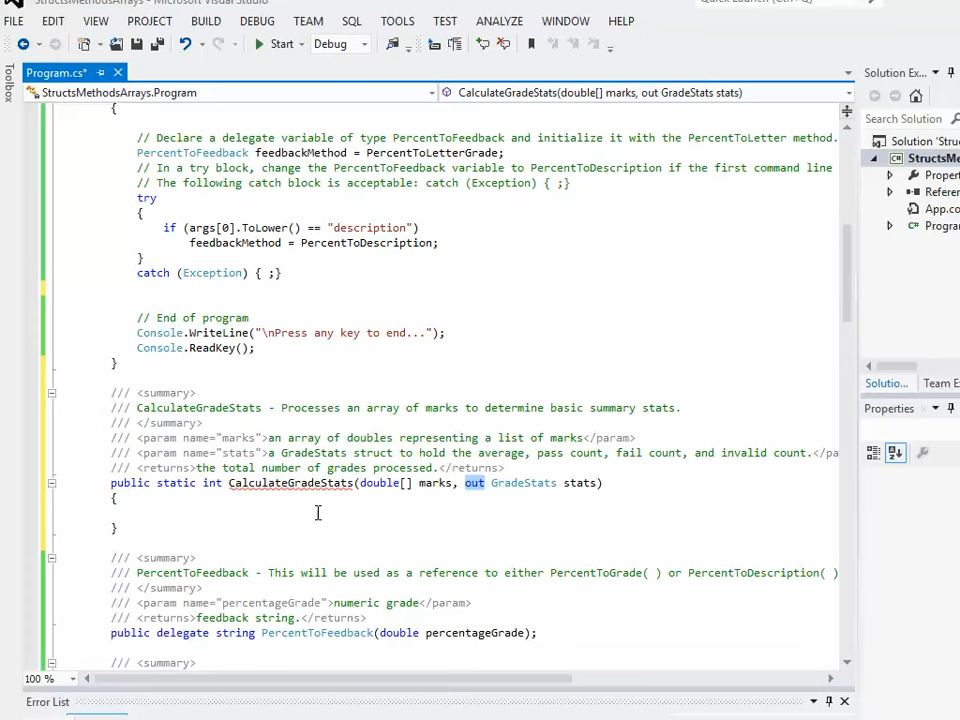 Microsoft Visual Studio
Quick Launch (Ctrl+Q)
FILE EDIT VIEW PROJECT BUILD DEBUG TEAM SQL TOOLS TEST ANALYZE WINDOW HELP
Start Debug
Toolbox
Program.cs*
Solution Ex...
StructsMethodsArrays.Program
CalculateGradeStats(double[] marks, out GradeStats stats)
Search Solution
Solution 'Struc
StructsMe
Propert
Referen
App.co
Progra
{
// Declare a delegate variable of type PercentToFeedback and initialize it with the PercentToLetter method.
PercentToFeedback feedbackMethod = PercentToLetterGrade;
// In a try block, change the PercentToFeedback variable to PercentToDescription if the first command line
// The following catch block is acceptable: catch (Exception) { ;}
try
{
if (args[0].ToLower() == "description")
feedbackMethod = PercentToDescription;
}
catch (Exception) { ;}
// End of program
Console.WriteLine("\nPress any key to end...");
Console.ReadKey();
}
/// <summary>
/// CalculateGradeStats - Processes an array of marks to determine basic summary stats.
/// </summary>
/// <param name="marks">an array of doubles representing a list of marks</param>
/// <param name="stats">a GradeStats struct to hold the average, pass count, fail count, and invalid count.</pa
/// <returns>the total number of grades processed.</returns>
public static int CalculateGradeStats(double[] marks, out GradeStats stats)
{
}
/// <summary>
/// PercentToFeedback - This will be used as a reference to either PercentToGrade( ) or PercentToDescription( )
/// </summary>
/// <param name="percentageGrade">numeric grade</param>
/// <returns>feedback string.</returns>
public delegate string PercentToFeedback(double percentageGrade);
/// <summary>
100 %
Solutio... Team E
Properties
Error List